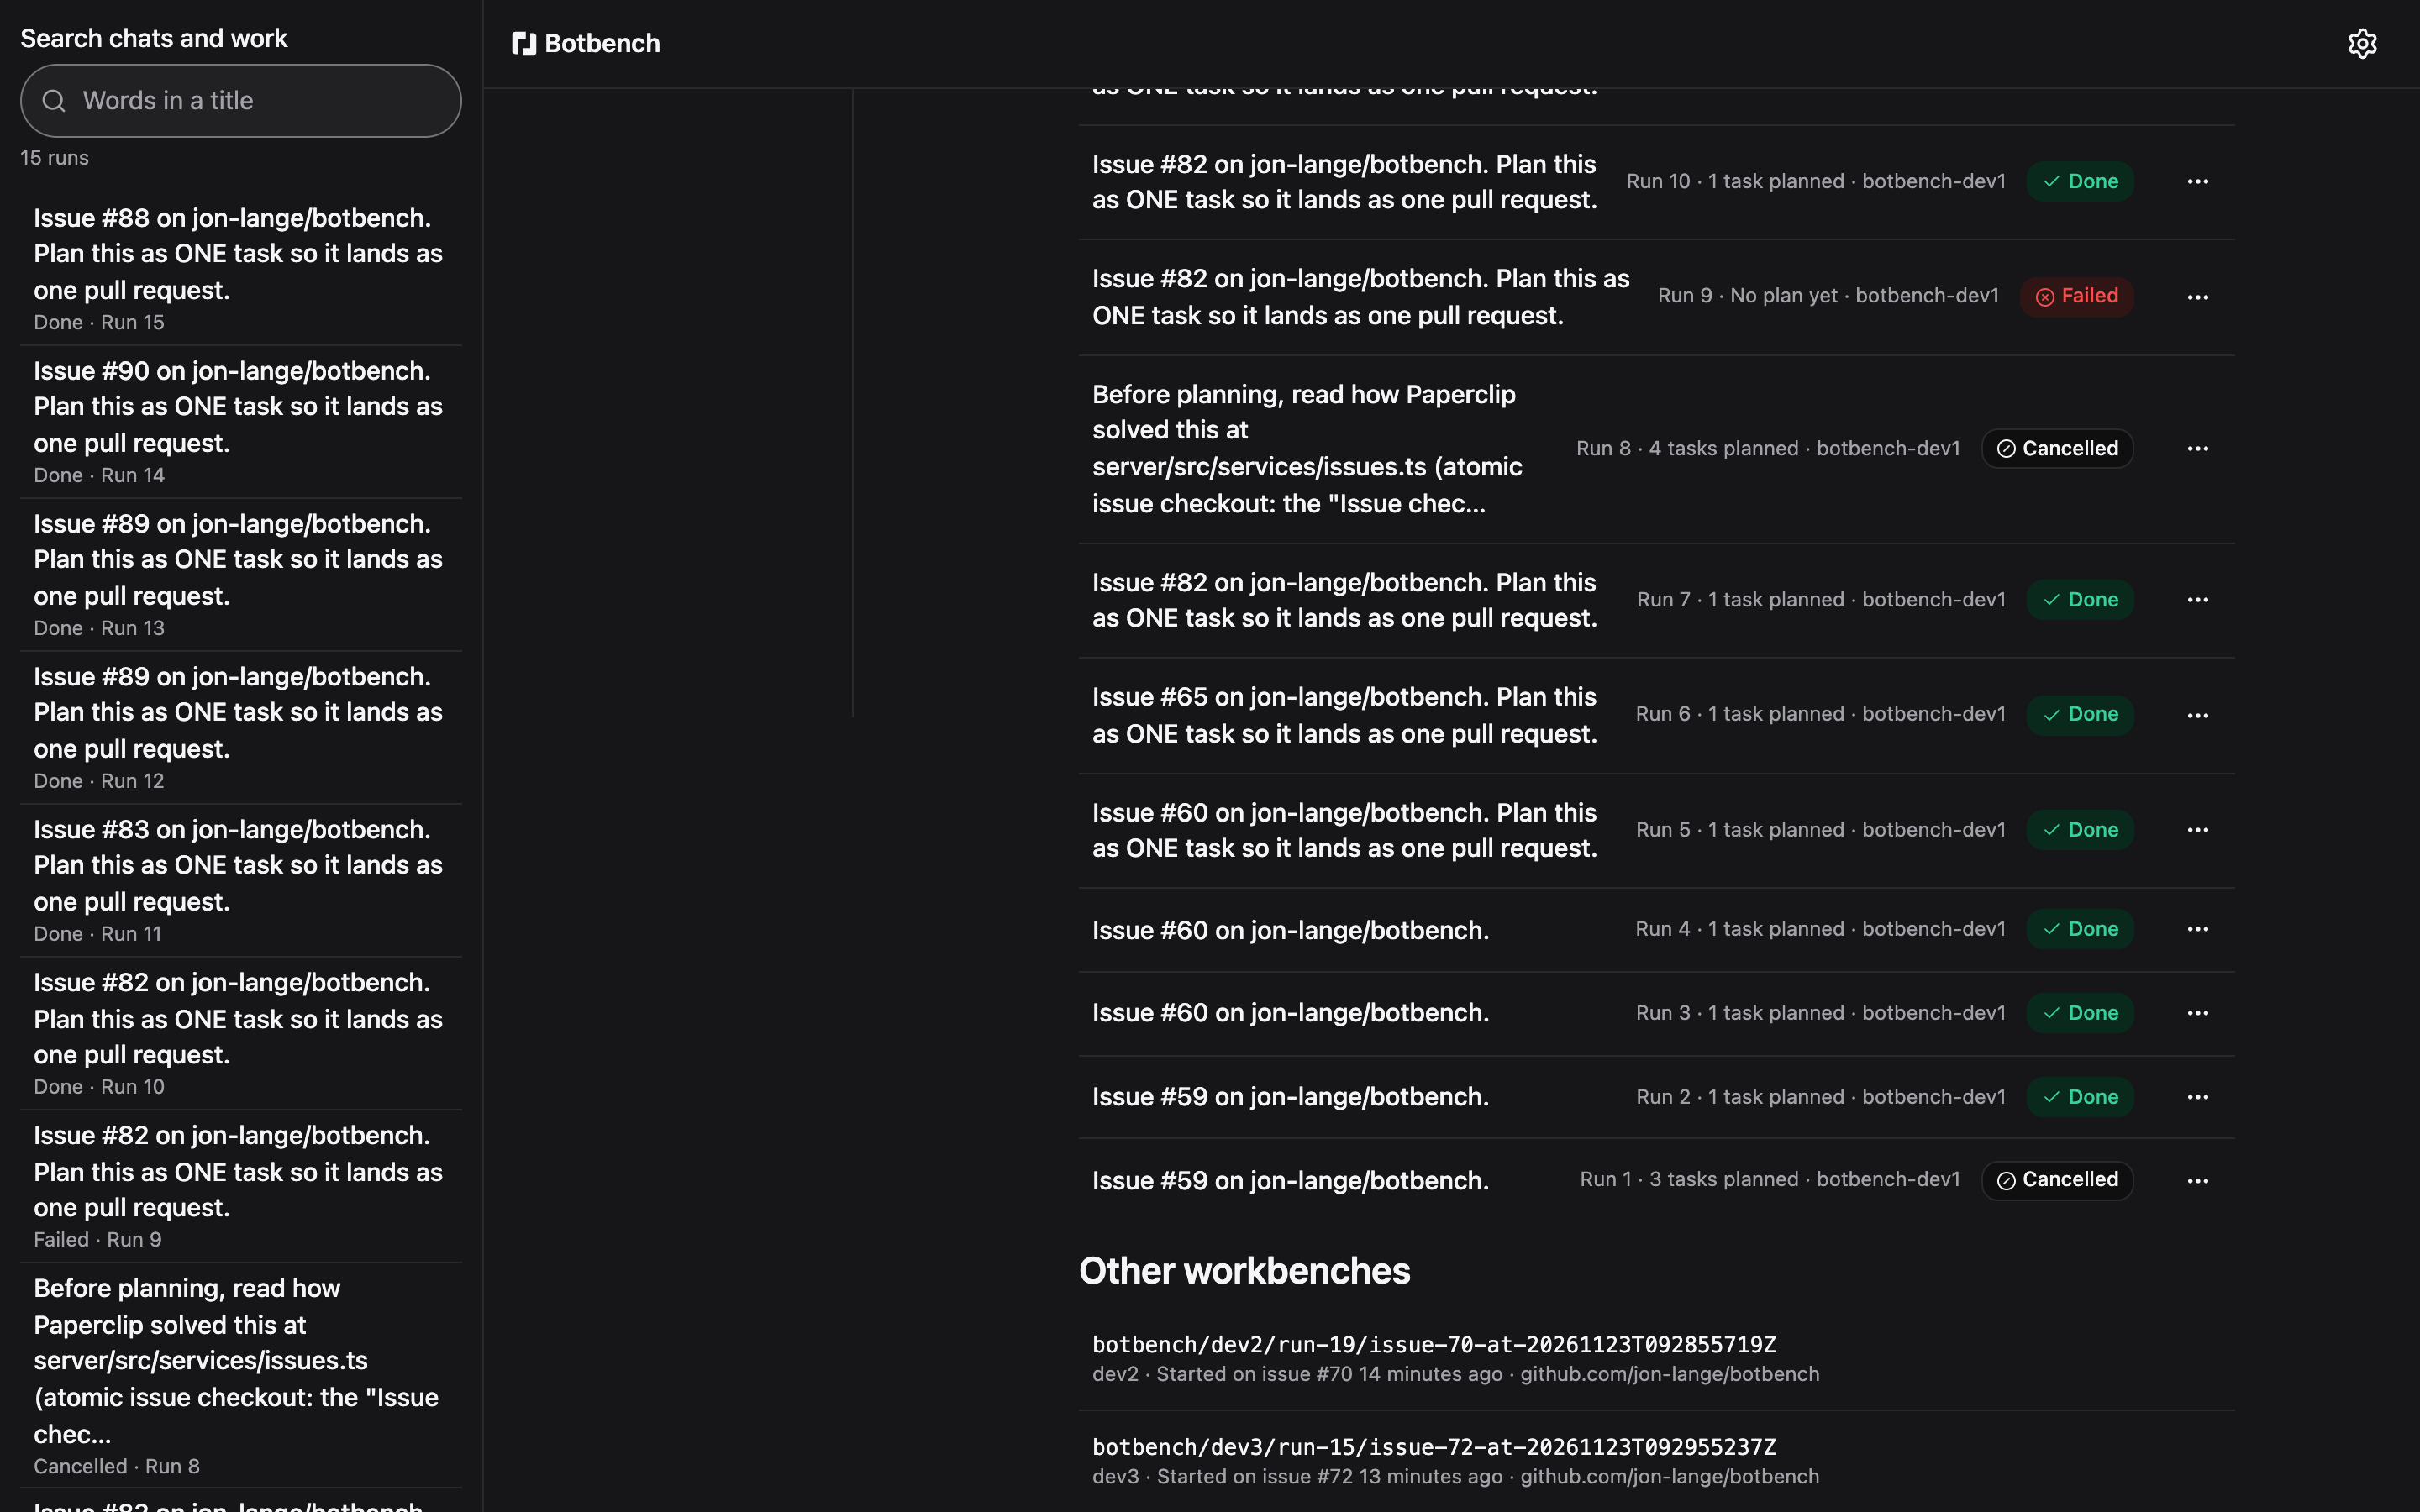 Search chats and work
Words in a title
15 runs
Issue #88 on jon-lange/botbench.
Plan this as ONE task so it lands as
one pull request.
Done · Run 15
Issue #90 on jon-lange/botbench.
Plan this as ONE task so it lands as
one pull request.
Done · Run 14
Issue #89 on jon-lange/botbench.
Plan this as ONE task so it lands as
one pull request.
Done · Run 13
Issue #89 on jon-lange/botbench.
Plan this as ONE task so it lands as
one pull request.
Done · Run 12
Issue #83 on jon-lange/botbench.
Plan this as ONE task so it lands as
one pull request.
Done · Run 11
Issue #82 on jon-lange/botbench.
Plan this as ONE task so it lands as
one pull request.
Done · Run 10
Issue #82 on jon-lange/botbench.
Plan this as ONE task so it lands as
one pull request.
Failed · Run 9
Before planning, read how
Paperclip solved this at
server/src/services/issues.ts
(atomic issue checkout: the "Issue
chec...
Cancelled · Run 8
Issue #82 on jon-lange/botbench.
Botbench
as ONE task so it lands as one pull request.
Issue #82 on jon-lange/botbench. Plan this
as ONE task so it lands as one pull request.
Run 10 · 1 task planned · botbench-dev1
Done
Issue #82 on jon-lange/botbench. Plan this as
ONE task so it lands as one pull request.
Run 9 · No plan yet · botbench-dev1
Failed
Before planning, read how Paperclip
solved this at
server/src/services/issues.ts (atomic
issue checkout: the "Issue chec...
Run 8 · 4 tasks planned · botbench-dev1
Cancelled
Issue #82 on jon-lange/botbench. Plan this
as ONE task so it lands as one pull request.
Run 7 · 1 task planned · botbench-dev1
Done
Issue #65 on jon-lange/botbench. Plan this
as ONE task so it lands as one pull request.
Run 6 · 1 task planned · botbench-dev1
Done
Issue #60 on jon-lange/botbench. Plan this
as ONE task so it lands as one pull request.
Run 5 · 1 task planned · botbench-dev1
Done
Issue #60 on jon-lange/botbench.
Run 4 · 1 task planned · botbench-dev1
Done
Issue #60 on jon-lange/botbench.
Run 3 · 1 task planned · botbench-dev1
Done
Issue #59 on jon-lange/botbench.
Run 2 · 1 task planned · botbench-dev1
Done
Issue #59 on jon-lange/botbench.
Run 1 · 3 tasks planned · botbench-dev1
Cancelled
Other workbenches
botbench/dev2/run-19/issue-70-at-20261123T092855719Z
dev2 · Started on issue #70 14 minutes ago · github.com/jon-lange/botbench
botbench/dev3/run-15/issue-72-at-20261123T092955237Z
dev3 · Started on issue #72 13 minutes ago · github.com/jon-lange/botbench